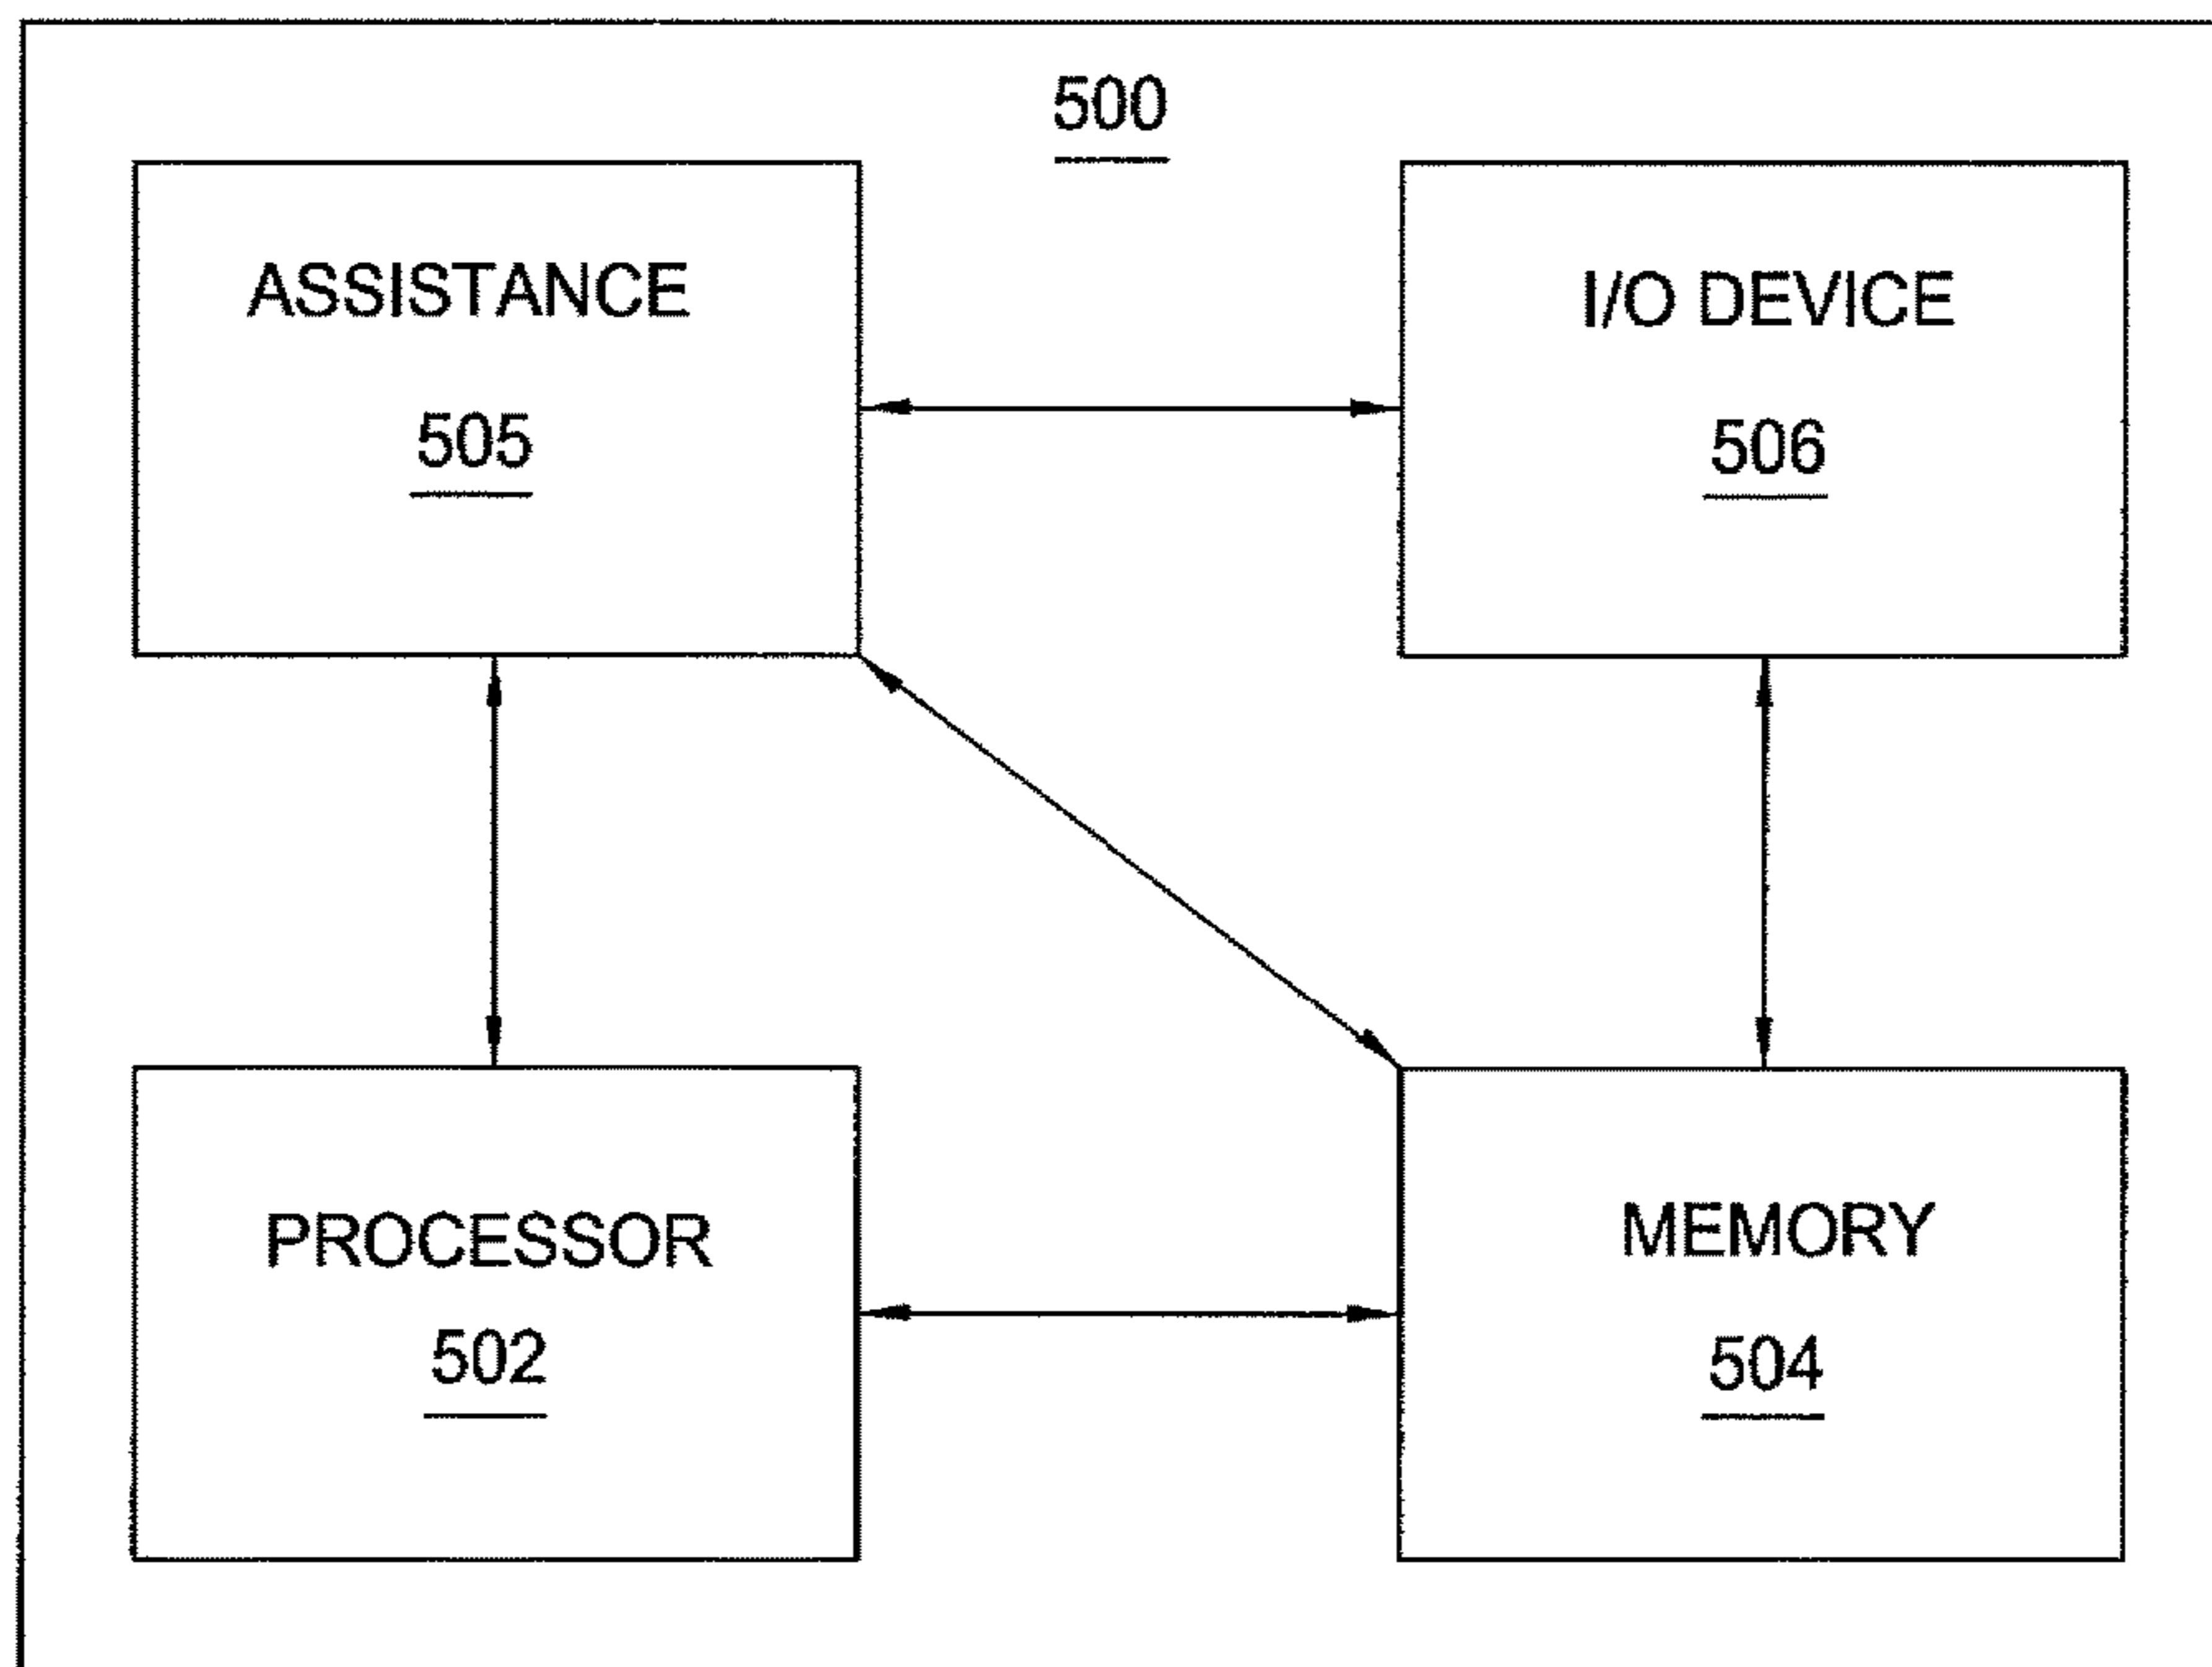 500
ASSISTANCE
505
I/O DEVICE
506
PROCESSOR
502
MEMORY
504